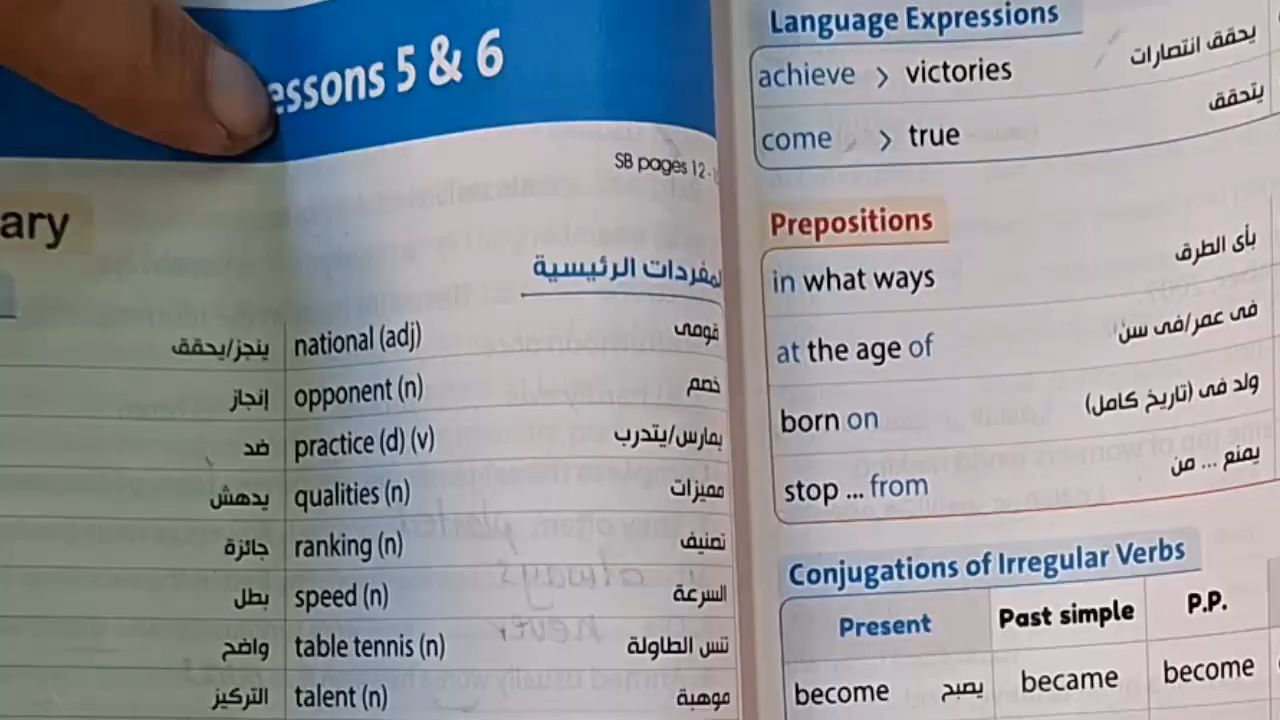 essons 5 & 6
SB pages 12-
ary
المفردات الرئيسية
ينجز/يحقق national (adj) قومى
إنجاز opponent (n) خصم
ضد practice (d) (v) يمارس/يتدرب
يدهش qualities (n) مميزات
جائزة ranking (n) تصنيف
بطل speed (n) السرعة
واضح table tennis (n) تنس الطاولة
التركيز talent (n) موهبة
Language Expressions
achieve > victories يحقق انتصارات
come > true يتحقق
Prepositions
in what ways بأى الطرق
at the age of فى عمر/فى سن
born on ولد فى (تاريخ كامل)
stop ... from يمنع ... من
Conjugations of Irregular Verbs
Present Past simple P.P.
become يصبح became become